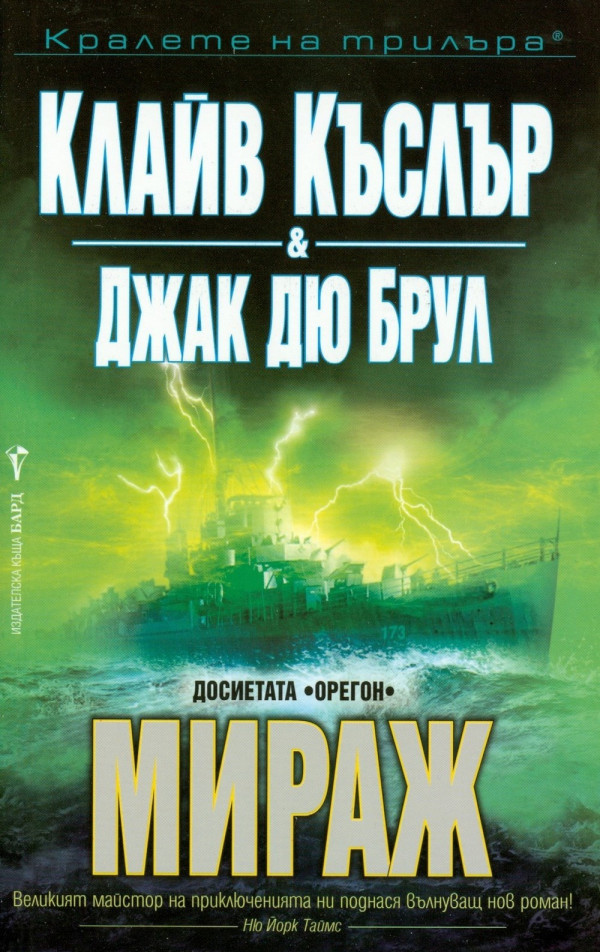 Кралете на трилъра®
КЛАЙВ КЪСЛЪР
&
ДЖАК ДЮ БРУЛ
ИЗДАТЕЛСКА КЪЩА БАРД
173
ДОСИЕТАТА •ОРЕГОН•
МИРАЖ
Великият майстор на приключенията ни поднася вълнуващ нов роман!
Ню Йорк Таймс